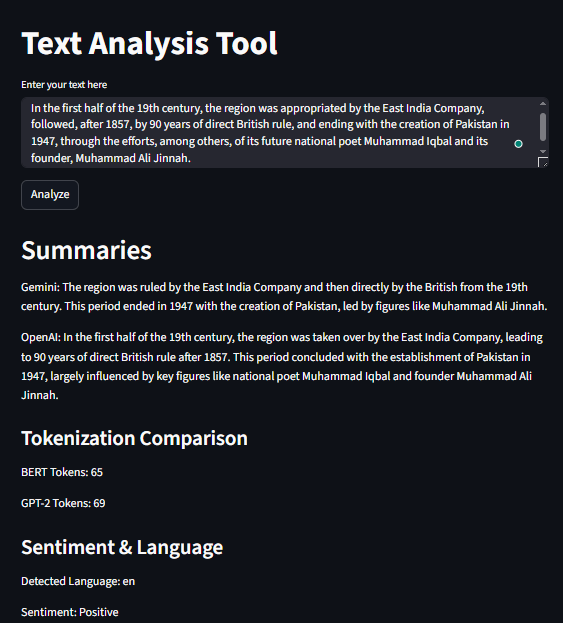 Text Analysis Tool
Enter your text here
In the first half of the 19th century, the region was appropriated by the East India Company,
followed, after 1857, by 90 years of direct British rule, and ending with the creation of Pakistan in
1947, through the efforts, among others, of its future national poet Muhammad Iqbal and its
founder, Muhammad Ali Jinnah.
Analyze
Summaries
Gemini: The region was ruled by the East India Company and then directly by the British from the 19th
century. This period ended in 1947 with the creation of Pakistan, led by figures like Muhammad Ali Jinnah.
OpenAI: In the first half of the 19th century, the region was taken over by the East India Company, leading
to 90 years of direct British rule after 1857. This period concluded with the establishment of Pakistan in
1947, largely influenced by key figures like national poet Muhammad Iqbal and founder Muhammad Ali
Jinnah.
Tokenization Comparison
BERT Tokens: 65
GPT-2 Tokens: 69
Sentiment & Language
Detected Language: en
Sentiment: Positive